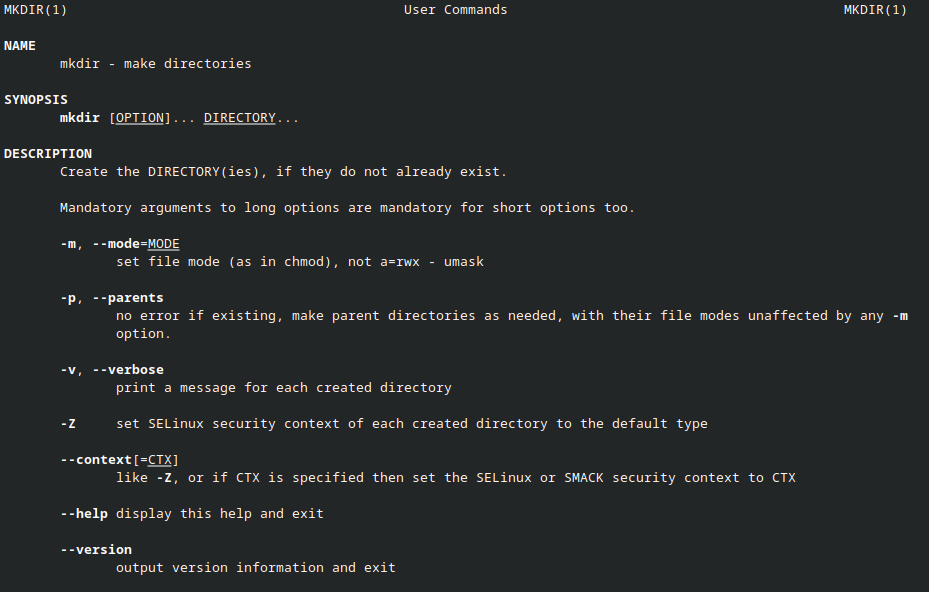 MKDIR(1) User Commands MKDIR(1)
NAME
mkdir - make directories
SYNOPSIS
mkdir [OPTION]... DIRECTORY...
DESCRIPTION
Create the DIRECTORY(ies), if they do not already exist.
Mandatory arguments to long options are mandatory for short options too.
-m, --mode=MODE
set file mode (as in chmod), not a=rwx - umask
-p, --parents
no error if existing, make parent directories as needed, with their file modes unaffected by any -m
option.
-v, --verbose
print a message for each created directory
-Z set SELinux security context of each created directory to the default type
--context[=CTX]
like -Z, or if CTX is specified then set the SELinux or SMACK security context to CTX
--help display this help and exit
--version
output version information and exit